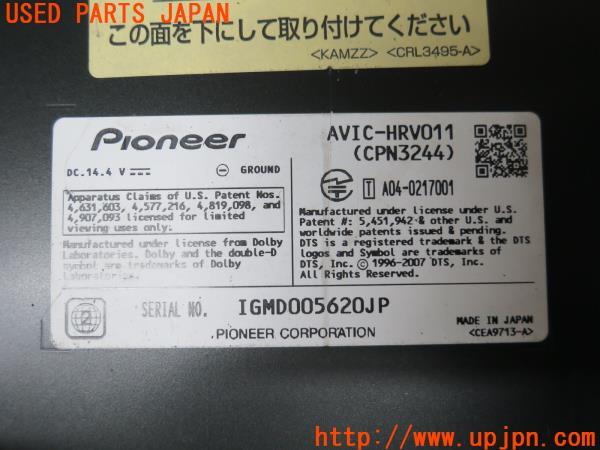 USED PARTS JAPAN
この面を下にして取り付けてください
<KAMZZ> <CRL3495-A>
Pioneer
AVIC-HRV011
(CPN3244)
DC.14.4 V
GROUND
T A04-0217001
Apparatus Claims of U.S. Patent Nos.
4,631,603, 4,577,216, 4,819,098, and
4,907,093 licensed for limited
viewing uses only.
Manufactured under license from Dolby
Laboratories. Dolby and the double-D
symbol are trademarks of Dolby
Laboratories.
Manufactured under license under U.S.
Patent #: 5,451,942 & other U.S. and
worldwide patents issued & pending.
DTS is a registered trademark & the DTS
logos and Symbol are trademarks of
DTS, Inc. © 1996-2007 DTS, Inc.
All Rights Reserved.
2
SERIAL NO. IGMD005620JP
PIONEER CORPORATION
MADE IN JAPAN
<CEA9713-A>
http://www.upjpn.com/